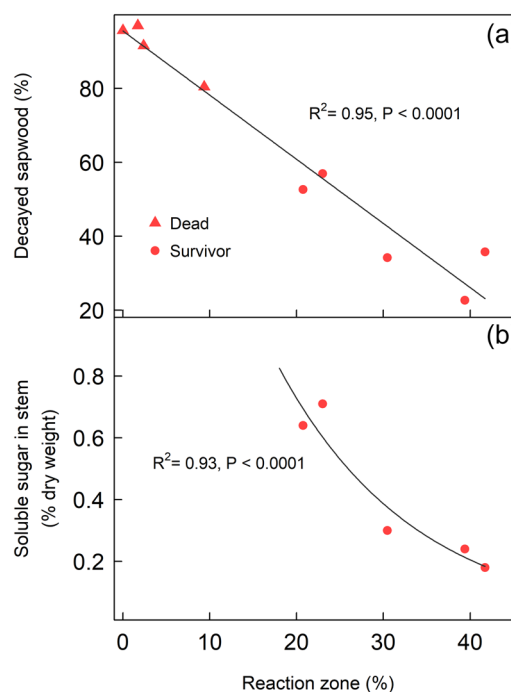 (a)
Decayed sapwood (%)
80
60
40
20
R²= 0.95, P < 0.0001
Dead
Survivor
(b)
Soluble sugar in stem
(% dry weight)
0.8
0.6
0.4
0.2
R²= 0.93, P < 0.0001
0
10
20
30
40
Reaction zone (%)